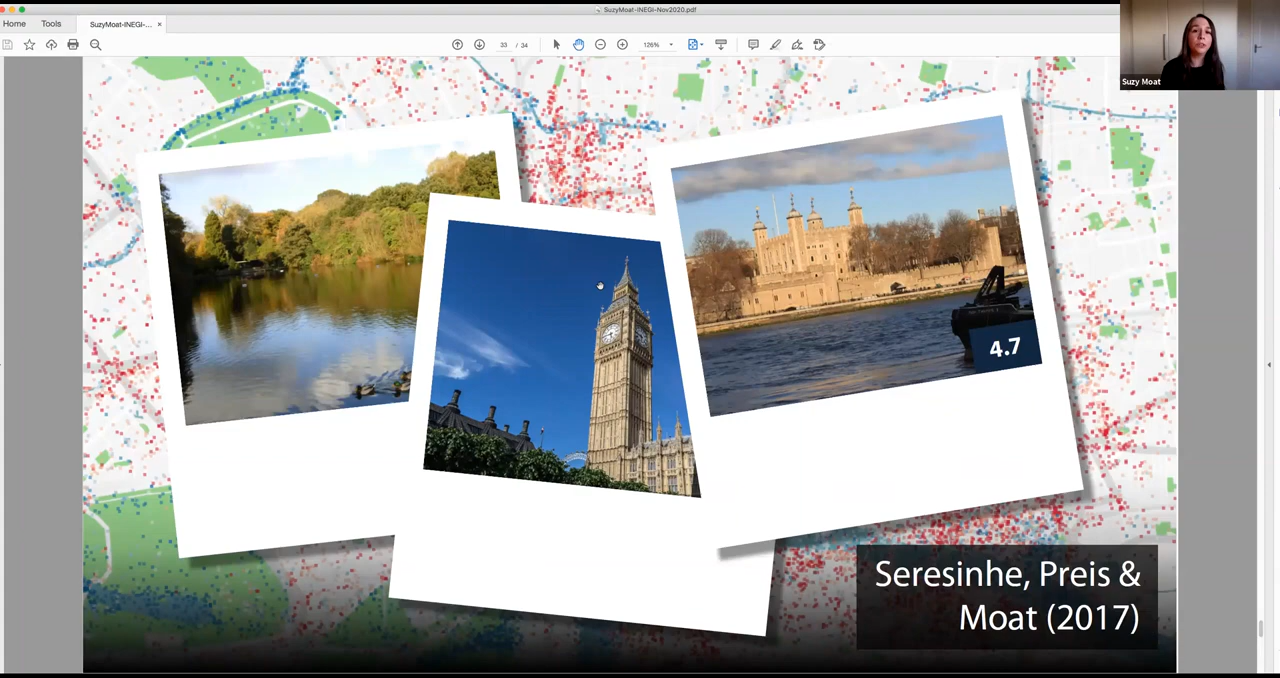 SuzyMoat-INEGI-Nov2020.pdf
Home Tools SuzyMoat-INEGI-... ×
33 / 34 126%
Suzy Moat
4.7
Seresinhe, Preis &
Moat (2017)